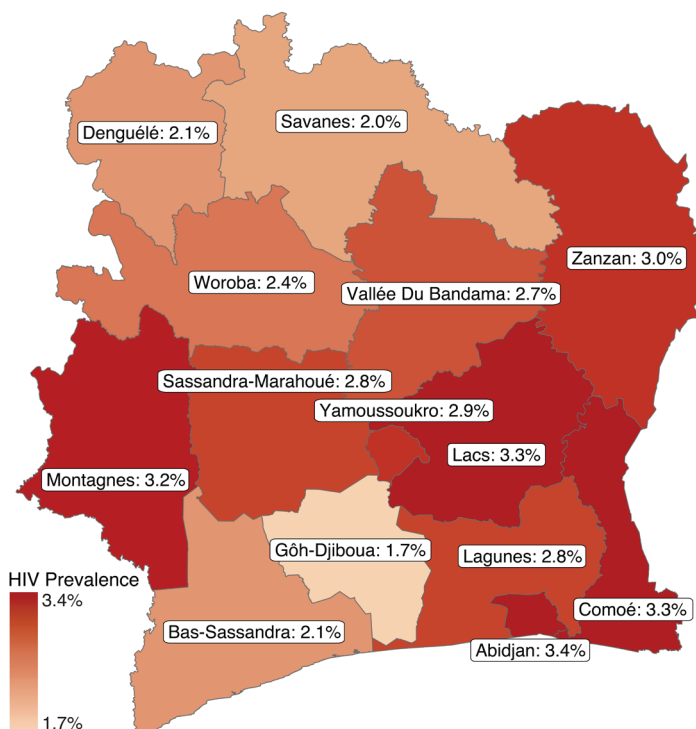 Denguélé: 2.1%
Savanes: 2.0%
Zanzan: 3.0%
Woroba: 2.4%
Vallée Du Bandama: 2.7%
Sassandra-Marahoué: 2.8%
Yamoussoukro: 2.9%
Lacs: 3.3%
Montagnes: 3.2%
Gôh-Djiboua: 1.7%
Lagunes: 2.8%
Comoé: 3.3%
Bas-Sassandra: 2.1%
Abidjan: 3.4%
HIV Prevalence
3.4%
1.7%